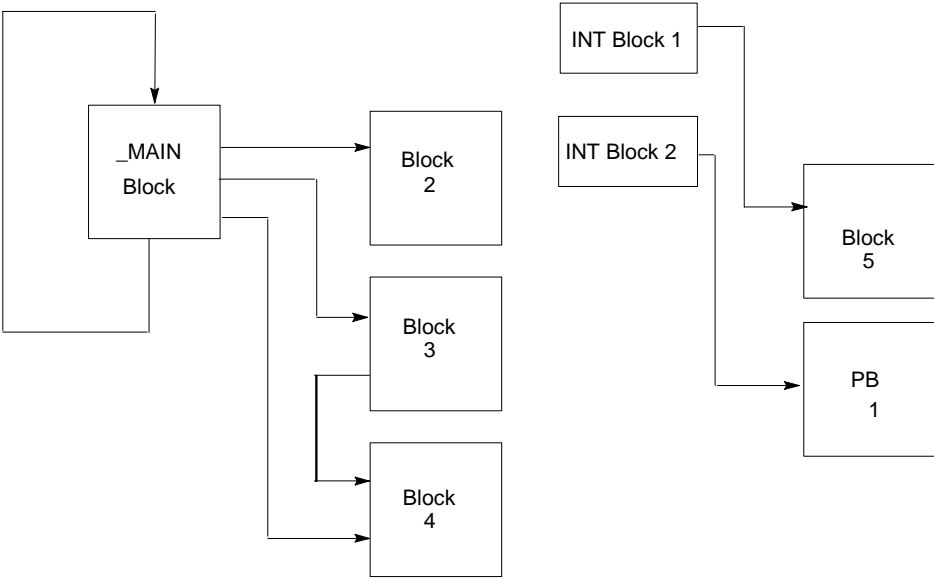 _MAIN
Block
Block
2
Block
3
Block
4
INT Block 1
INT Block 2
Block
5
PB
1